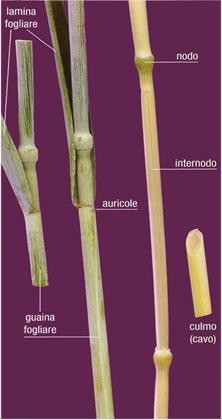 lamina
fogliare
nodo
internodo
auricole
guaina
fogliare
culmo
(cavo)